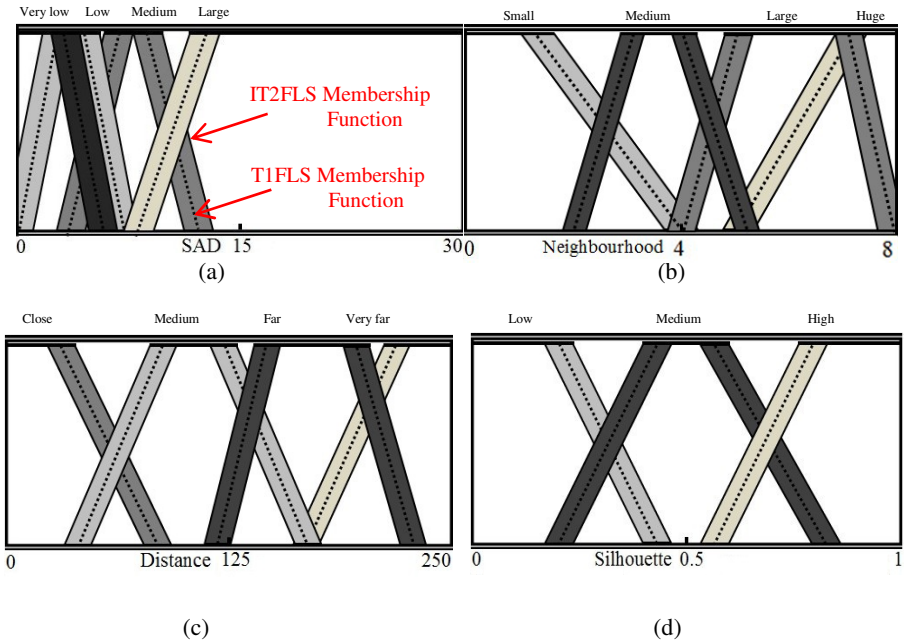 Very low Low Medium Large
IT2FLS Membership
Function
T1FLS Membership
Function
0 SAD 15 30
(a)
Small Medium Large Huge
0 Neighbourhood 4 8
(b)
Close Medium Far Very far
0 Distance 125 250
(c)
Low Medium High
0 Silhouette 0.5 1
(d)